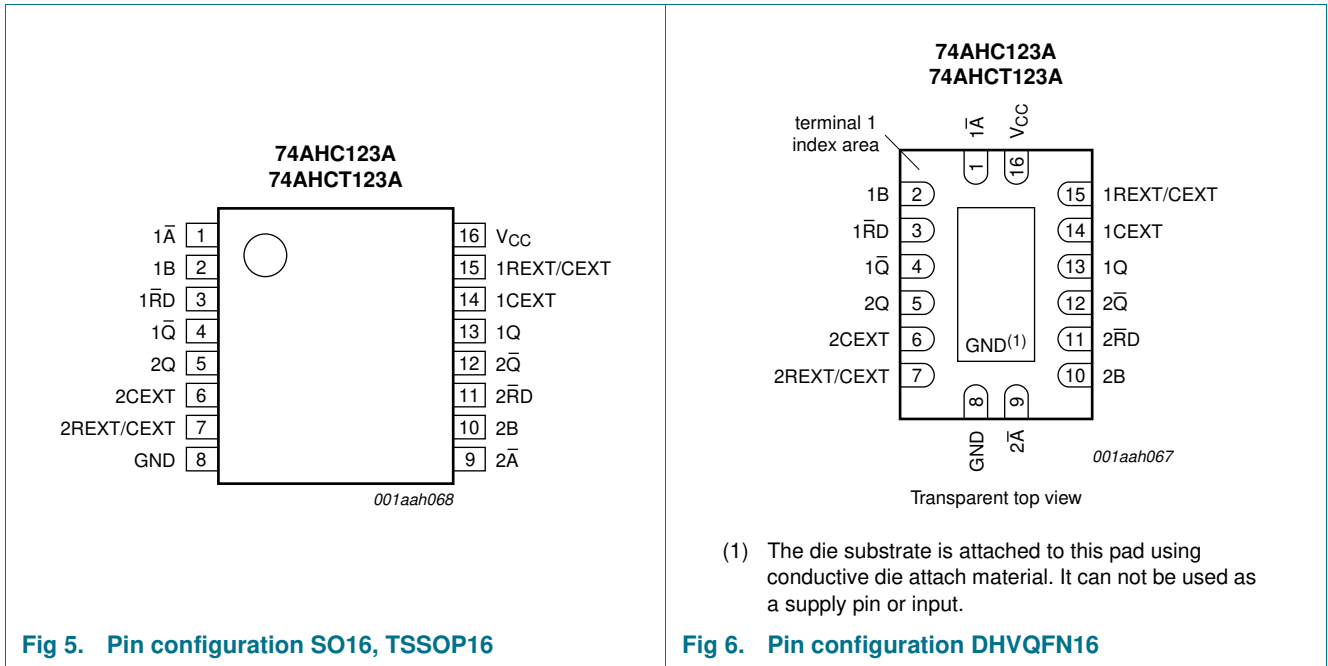 74AHC123A
74AHCT123A
1A̅ 1
1B 2
1R̅D 3
1Q̅ 4
2Q 5
2CEXT 6
2REXT/CEXT 7
GND 8
16 VCC
15 1REXT/CEXT
14 1CEXT
13 1Q
12 2Q̅
11 2R̅D
10 2B
9 2A̅
001aah068
Fig 5. Pin configuration SO16, TSSOP16
74AHC123A
74AHCT123A
terminal 1
index area
1A̅ 1
VCC 16
1B 2
1R̅D 3
1Q̅ 4
2Q 5
2CEXT 6
2REXT/CEXT 7
15 1REXT/CEXT
14 1CEXT
13 1Q
12 2Q̅
11 2R̅D
10 2B
GND(1)
8 GND
9 2A̅
001aah067
Transparent top view
(1) The die substrate is attached to this pad using
conductive die attach material. It can not be used as
a supply pin or input.
Fig 6. Pin configuration DHVQFN16